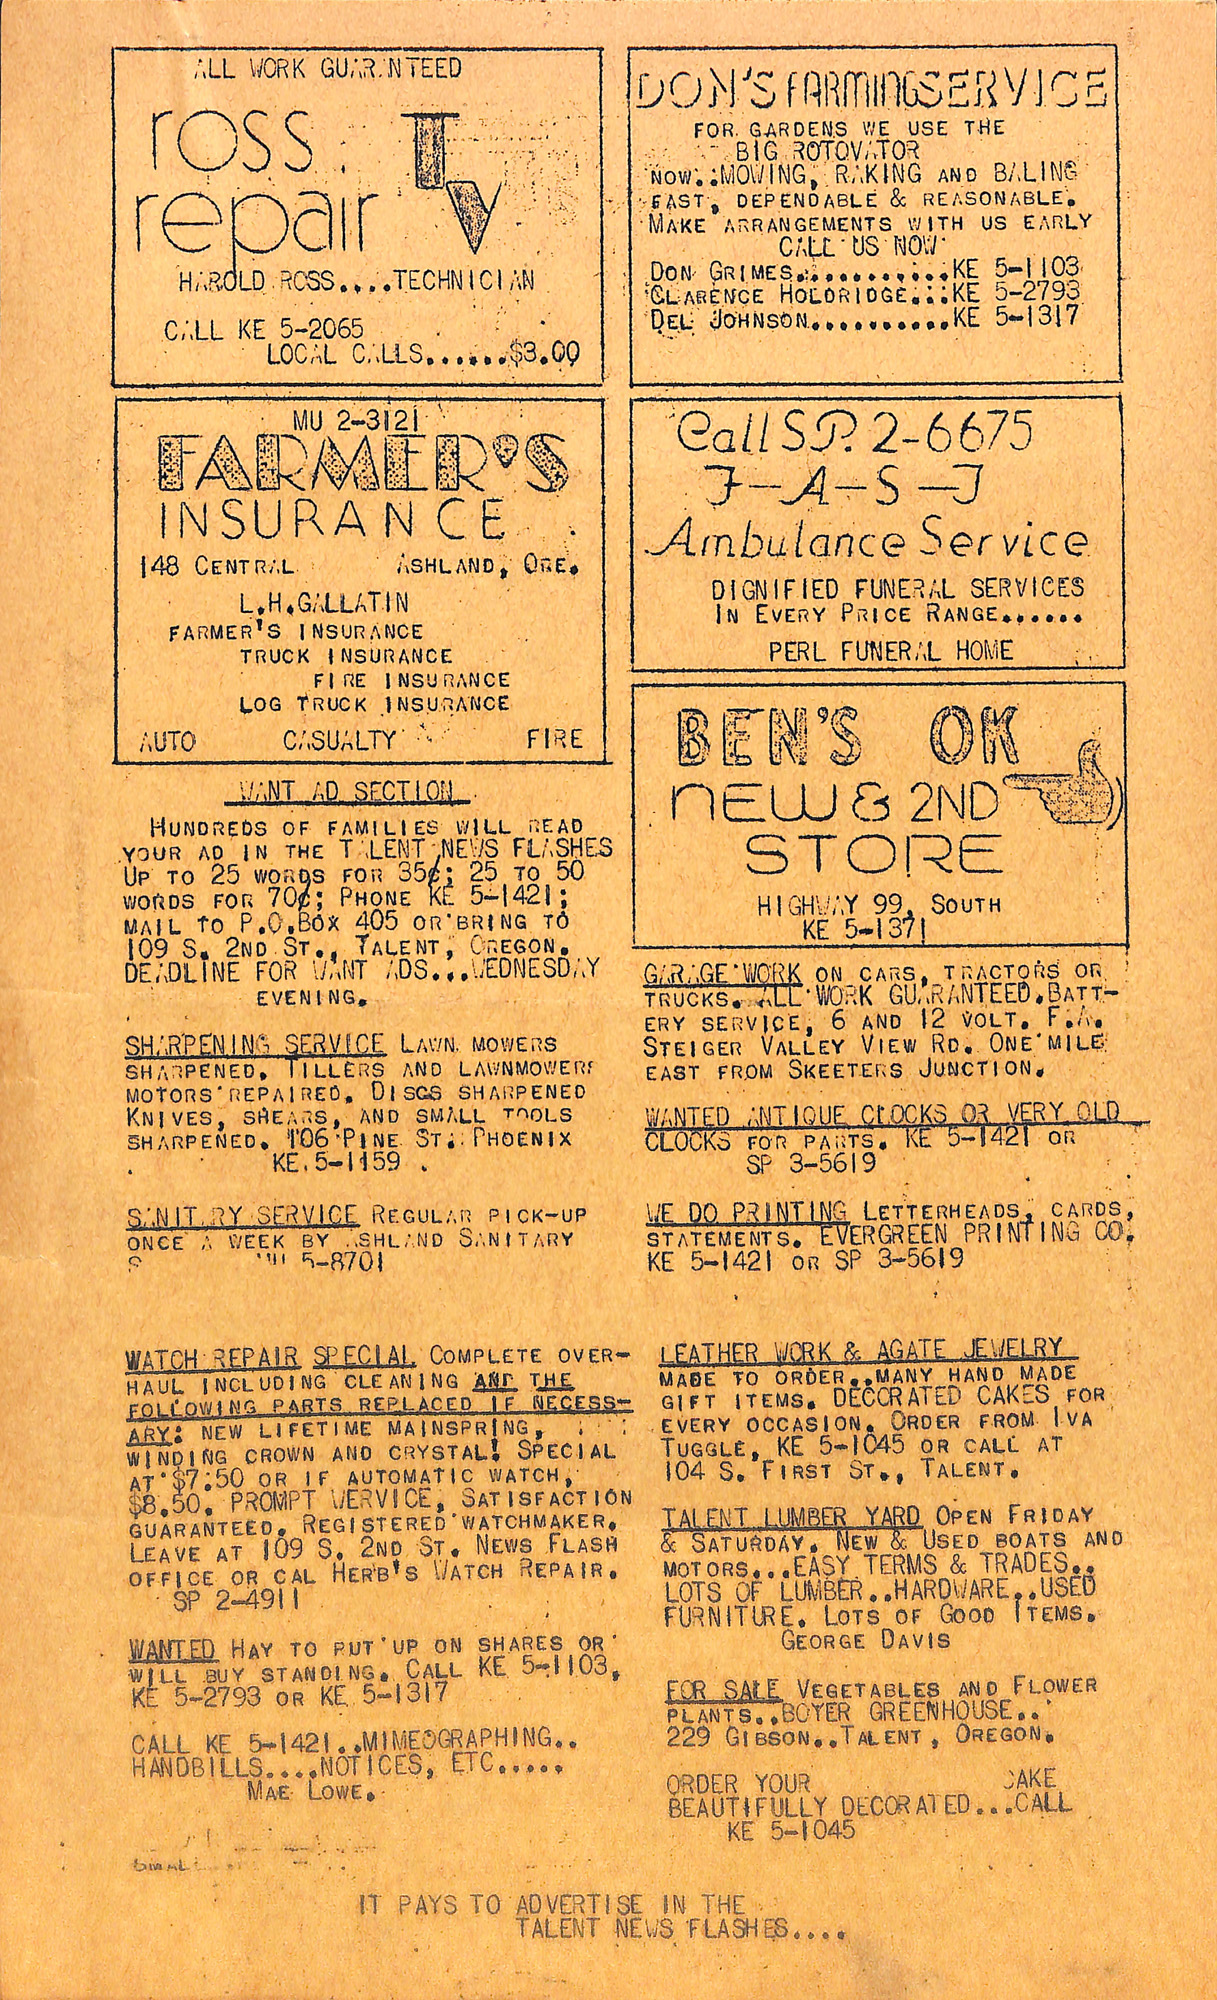 ALL WORK GUARANTEED
ross TV
repair
HAROLD ROSS....TECHNICIAN
CALL KE 5-2065
LOCAL CALLS.......$3.00
MU 2-3121
FARMER'S
INSURANCE
148 CENTRAL ASHLAND, ORE.
L.H.GALLATIN
FARMER'S INSURANCE
TRUCK INSURANCE
FIRE INSURANCE
LOG TRUCK INSURANCE
AUTO CASUALTY FIRE
WANT AD SECTION
HUNDREDS OF FAMILIES WILL READ
YOUR AD IN THE TALENT NEWS FLASHES
UP TO 25 WORDS FOR 35¢; 25 TO 50
WORDS FOR 70¢; PHONE KE 5-1421;
MAIL TO P.O.BOX 405 OR BRING TO
109 S. 2ND ST., TALENT, OREGON.
DEADLINE FOR WANT ADS...WEDNESDAY
EVENING.
SHARPENING SERVICE LAWN MOWERS
SHARPENED. TILLERS AND LAWNMOWERS
MOTORS REPAIRED. DISCS SHARPENED
KNIVES, SHEARS, AND SMALL TOOLS
SHARPENED. 106 PINE ST. PHOENIX
KE.5-1159
SANITARY SERVICE REGULAR PICK-UP
ONCE A WEEK BY ASHLAND SANITARY
5-8701
WATCH REPAIR SPECIAL COMPLETE OVER-
HAUL INCLUDING CLEANING AND THE
FOLLOWING PARTS REPLACED IF NECESS-
ARY: NEW LIFETIME MAINSPRING,
WINDING CROWN AND CRYSTAL! SPECIAL
AT $7.50 OR IF AUTOMATIC WATCH,
$8.50. PROMPT WERVICE, SATISFACTION
GUARANTEED. REGISTERED WATCHMAKER.
LEAVE AT 109 S. 2ND ST. NEWS FLASH
OFFICE OR CAL HERB'S WATCH REPAIR.
SP 2-4911
WANTED HAY TO PUT UP ON SHARES OR
WILL BUY STANDING. CALL KE 5-1103,
KE 5-2793 OR KE 5-1317
CALL KE 5-1421..MIMEOGRAPHING..
HANDBILLS....NOTICES, ETC.....
MAE LOWE.
DON'S FARMING SERVICE
FOR GARDENS WE USE THE
BIG ROTOVATOR
NOW..MOWING, RAKING AND BALING
FAST, DEPENDABLE & REASONABLE.
MAKE ARRANGEMENTS WITH US EARLY
CALL US NOW
DON GRIMES...........KE 5-1103
CLARENCE HOLDRIDGE...KE 5-2793
DEL JOHNSON..........KE 5-1317
Call SP. 2-6675
F-A-S-T
Ambulance Service
DIGNIFIED FUNERAL SERVICES
IN EVERY PRICE RANGE......
PERL FUNERAL HOME
BEN'S OK
NEW & 2ND
STORE
HIGHWAY 99, SOUTH
KE 5-1371
GARAGE WORK ON CARS, TRACTORS OR
TRUCKS. ALL WORK GUARANTEED.BATT-
ERY SERVICE, 6 AND 12 VOLT. F.A.
STEIGER VALLEY VIEW RD. ONE MILE
EAST FROM SKEETERS JUNCTION.
WANTED ANTIQUE CLOCKS OR VERY OLD
CLOCKS FOR PARTS. KE 5-1421 OR
SP 3-5619
WE DO PRINTING LETTERHEADS, CARDS,
STATEMENTS. EVERGREEN PRINTING CO.
KE 5-1421 OR SP 3-5619
LEATHER WORK & AGATE JEWELRY
MADE TO ORDER..MANY HAND MADE
GIFT ITEMS. DECORATED CAKES FOR
EVERY OCCASION. ORDER FROM IVA
TUGGLE, KE 5-1045 OR CALL AT
104 S. FIRST ST., TALENT.
TALENT LUMBER YARD OPEN FRIDAY
& SATURDAY. NEW & USED BOATS AND
MOTORS...EASY TERMS & TRADES..
LOTS OF LUMBER..HARDWARE..USED
FURNITURE. LOTS OF GOOD ITEMS.
GEORGE DAVIS
FOR SALE VEGETABLES AND FLOWER
PLANTS..BOYER GREENHOUSE..
229 GIBSON..TALENT, OREGON.
ORDER YOUR CAKE
BEAUTIFULLY DECORATED...CALL
KE 5-1045
IT PAYS TO ADVERTISE IN THE
TALENT NEWS FLASHES....